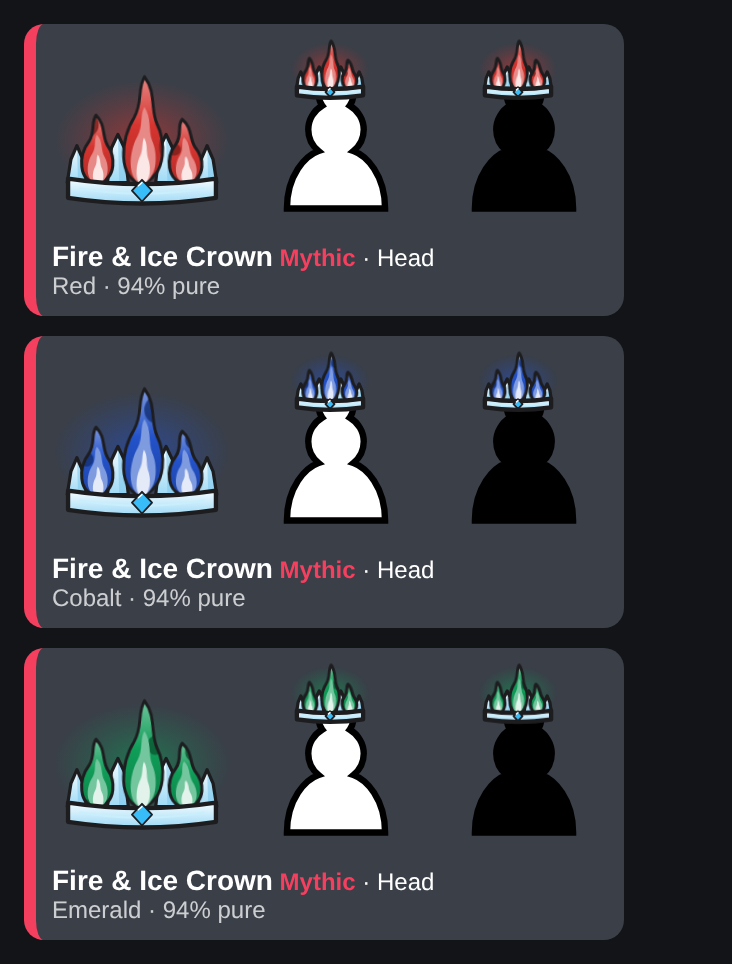 Fire & Ice Crown Mythic · Head
Red · 94% pure
Fire & Ice Crown Mythic · Head
Cobalt · 94% pure
Fire & Ice Crown Mythic · Head
Emerald · 94% pure